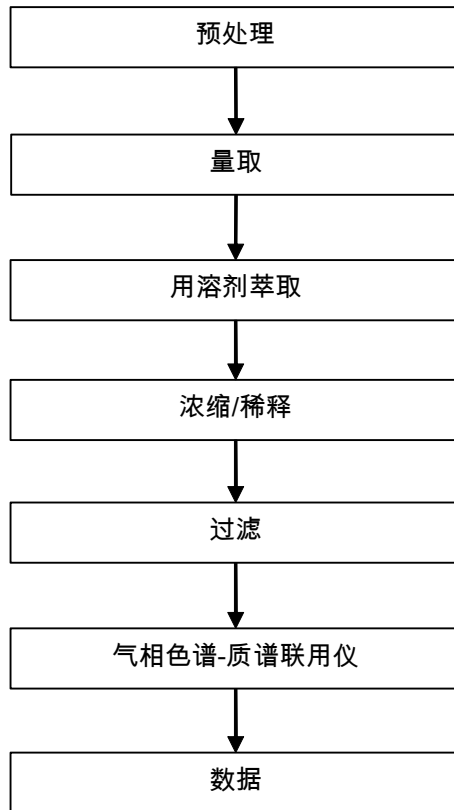 预处理
量取
用溶剂萃取
浓缩/稀释
过滤
气相色谱-质谱联用仪
数据